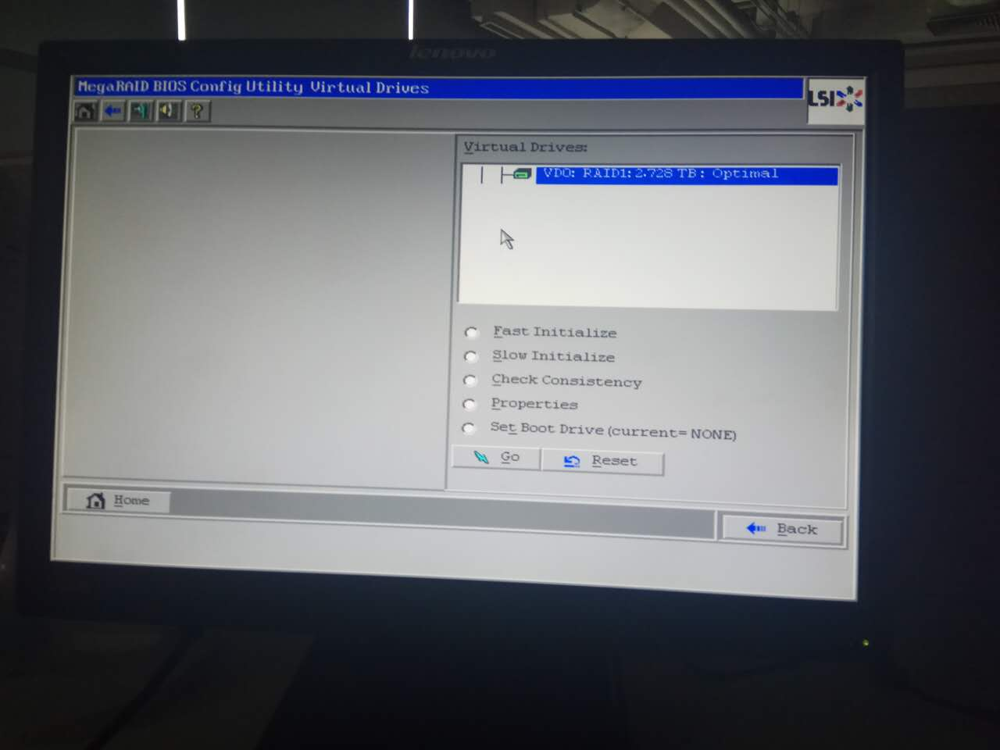 lenovo
MegaRAID BIOS Config Utility Virtual Drives
LSI
Virtual Drives:
VD0: RAID1: 2.728 TB: Optimal
Fast Initialize
Slow Initialize
Check Consistency
Properties
Set Boot Drive (current= NONE)
Go
Reset
Home
Back